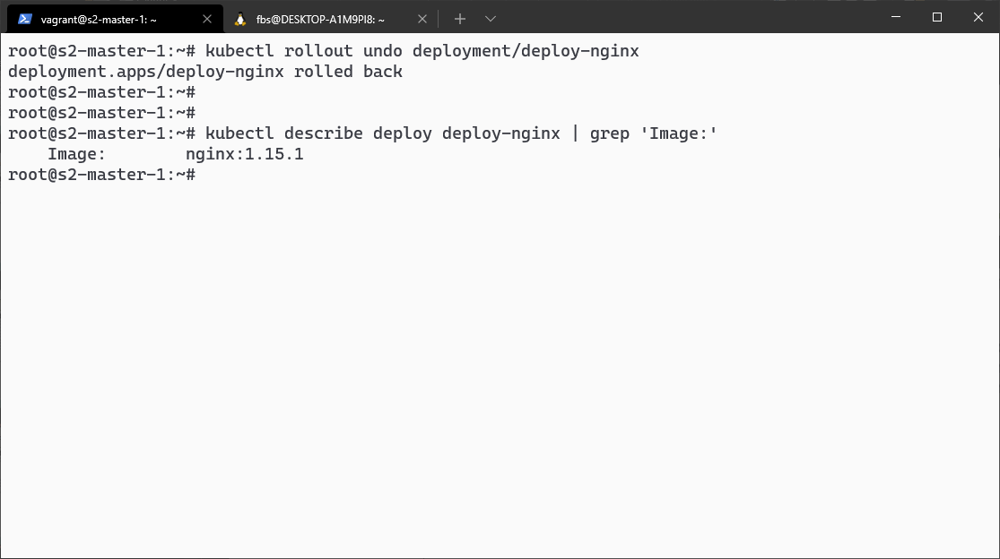 vagrant@s2-master-1: ~
fbs@DESKTOP-A1M9PI8: ~
root@s2-master-1:~# kubectl rollout undo deployment/deploy-nginx
deployment.apps/deploy-nginx rolled back
root@s2-master-1:~#
root@s2-master-1:~#
root@s2-master-1:~# kubectl describe deploy deploy-nginx | grep 'Image:'
    Image:        nginx:1.15.1
root@s2-master-1:~#